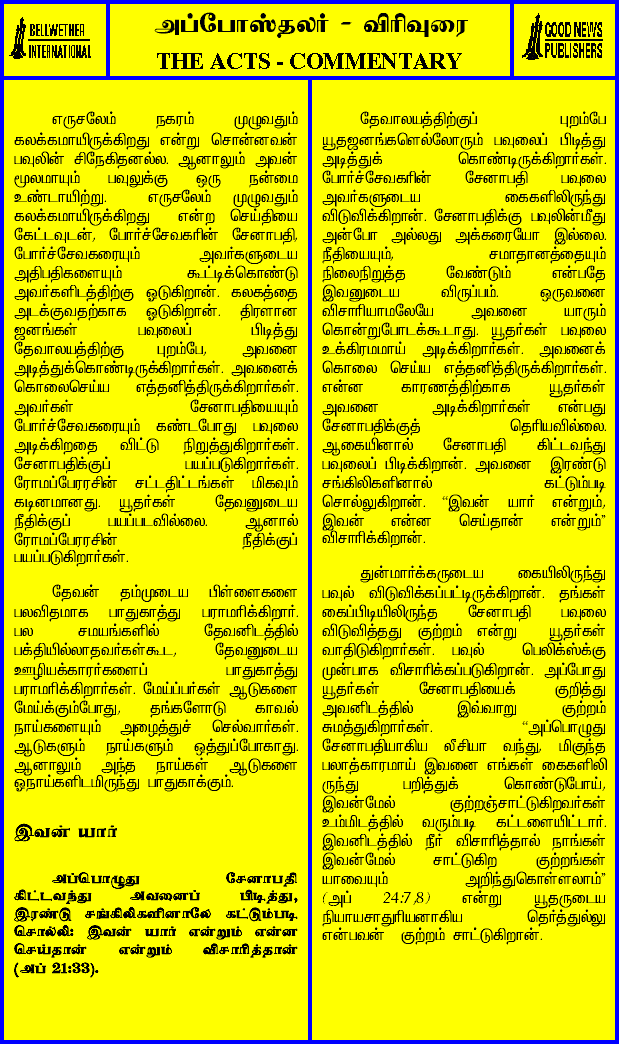 BELLWETHER
INTERNATIONAL
அப்போஸ்தலர் - விரிவுரை
THE ACTS - COMMENTARY
GOOD NEWS
PUBLISHERS
எருசலேம் நகரம் முழுவதும்
கலக்கமாயிருக்கிறது என்று சொன்னவன்
பவுலின் சிநேகிதனல்ல. ஆனாலும் அவன்
மூலமாயும் பவுலுக்கு ஒரு நன்மை
உண்டாயிற்று. எருசலேம் முழுவதும்
கலக்கமாயிருக்கிறது என்ற செய்தியை
கேட்டவுடன், போர்ச்சேவகரின் சேனாபதி,
போர்ச்சேவகரையும் அவர்களுடைய
அதிபதிகளையும் கூட்டிக்கொண்டு
அவர்களிடத்திற்கு ஓடுகிறான். கலகத்தை
அடக்குவதற்காக ஓடுகிறான். திரளான
ஜனங்கள் பவுலைப் பிடித்து
தேவாலயத்திற்கு புறம்பே, அவனை
அடித்துக்கொண்டிருக்கிறார்கள். அவனைக்
கொலைசெய்ய எத்தனித்திருக்கிறார்கள்.
அவர்கள் சேனாபதியையும்
போர்ச்சேவகரையும் கண்டபோது பவுலை
அடிக்கிறதை விட்டு நிறுத்துகிறார்கள்.
சேனாதிக்குப் பயப்படுகிறார்கள்.
ரோமப்பேரரசின் சட்டதிட்டங்கள் மிகவும்
கடினமானது. யூதர்கள் தேவனுடைய
நீதிக்குப் பயப்படவில்லை. ஆனால்
ரோமப்பேரரசின் நீதிக்குப்
பயப்படுகிறார்கள்.
தேவன் தம்முடைய பிள்ளைகளை
பலவிதமாக பாதுகாத்து பராமரிக்கிறார்.
பல சமயங்களில் தேவனிடத்தில்
பக்தியில்லாதவர்கள்கூட, தேவனுடைய
ஊழியக்காரர்களைப் பாதுகாத்து
பராமரிக்கிறார்கள். மேய்ப்பர்கள் ஆடுகளை
மேய்க்கும்போது, தங்களோடு காவல்
நாய்களையும் அழைத்துச் செல்வார்கள்.
ஆடுகளும் நாய்களும் ஒத்துப்போகாது.
ஆனாலும் அந்த நாய்கள் ஆடுகளை
ஓநாய்களிடமிருந்து பாதுகாக்கும்.
இவன் யார்
அப்பொழுது சேனாபதி
கிட்டவந்து அவனைப் பிடித்து,
இரண்டு சங்கிலிகளினாலே கட்டும்படி
சொல்லி: இவன் யார் என்றும் என்ன
செய்தான் என்றும் விசாரித்தான்
(அப் 21:33).
தேவாலயத்திற்குப் புறம்பே
யூதஜனங்களெல்லோரும் பவுலைப் பிடித்து
அடித்துக் கொண்டிருக்கிறார்கள்.
போர்ச்சேவகரின் சேனாபதி பவுலை
அவர்களுடைய கைகளிலிருந்து
விடுவிக்கிறான். சேனாபதிக்கு பவுலின்மீது
அன்போ அல்லது அக்கரையோ இல்லை.
நீதியையும், சமாதானத்தையும்
நிலைநிறுத்த வேண்டும் என்பதே
இவனுடைய விருப்பம். ஒருவனை
விசாரியாமலேயே அவனை யாரும்
கொன்றுபோடக்கூடாது. யூதர்கள் பவுலை
உக்கிரமமாய் அடிக்கிறார்கள். அவனைக்
கொலை செய்ய எத்தனித்திருக்கிறார்கள்.
என்ன காரணத்திற்காக யூதர்கள்
அவனை அடிக்கிறார்கள் என்பது
சேனாபதிக்குத் தெரியவில்லை.
ஆகையினால் சேனாபதி கிட்டவந்து
பவுலைப் பிடிக்கிறான். அவனை இரண்டு
சங்கிலிகளினால் கட்டும்படி
சொல்லுகிறான். “இவன் யார் என்றும்,
இவன் என்ன செய்தான் என்றும்”
விசாரிக்கிறான்.
துன்மார்க்கருடைய கையிலிருந்து
பவுல் விடுவிக்கப்பட்டிருக்கிறான். தங்கள்
கைப்பிடியிலிருந்த சேனாபதி பவுலை
விடுவித்தது குற்றம் என்று யூதர்கள்
வாதிடுகிறார்கள். பவுல் பெலிக்ஸ்க்கு
முன்பாக விசாரிக்கப்படுகிறான். அப்போது
யூதர்கள் சேனாபதியைக் குறித்து
அவனிடத்தில் இவ்வாறு குற்றம்
சுமத்துகிறார்கள். “அப்பொழுது
சேனாபதியாகிய லீசியா வந்து, மிகுந்த
பலாத்காரமாய் இவனை எங்கள் கைகளிலி
ருந்து பறித்துக் கொண்டுபோய்,
இவன்மேல் குற்றஞ்சாட்டுகிறவர்கள்
உம்மிடத்தில் வரும்படி கட்டளையிட்டார்.
இவனிடத்தில் நீர் விசாரித்தால் நாங்கள்
இவன்மேல் சாட்டுகிற குற்றங்கள்
யாவையும் அறிந்துகொள்ளலாம்”
(அப் 24:7,8) என்று யூதருடைய
நியாயசாதுரியனாகிய தெர்த்துல்லு
என்பவன் குற்றம் சாட்டுகிறான்.